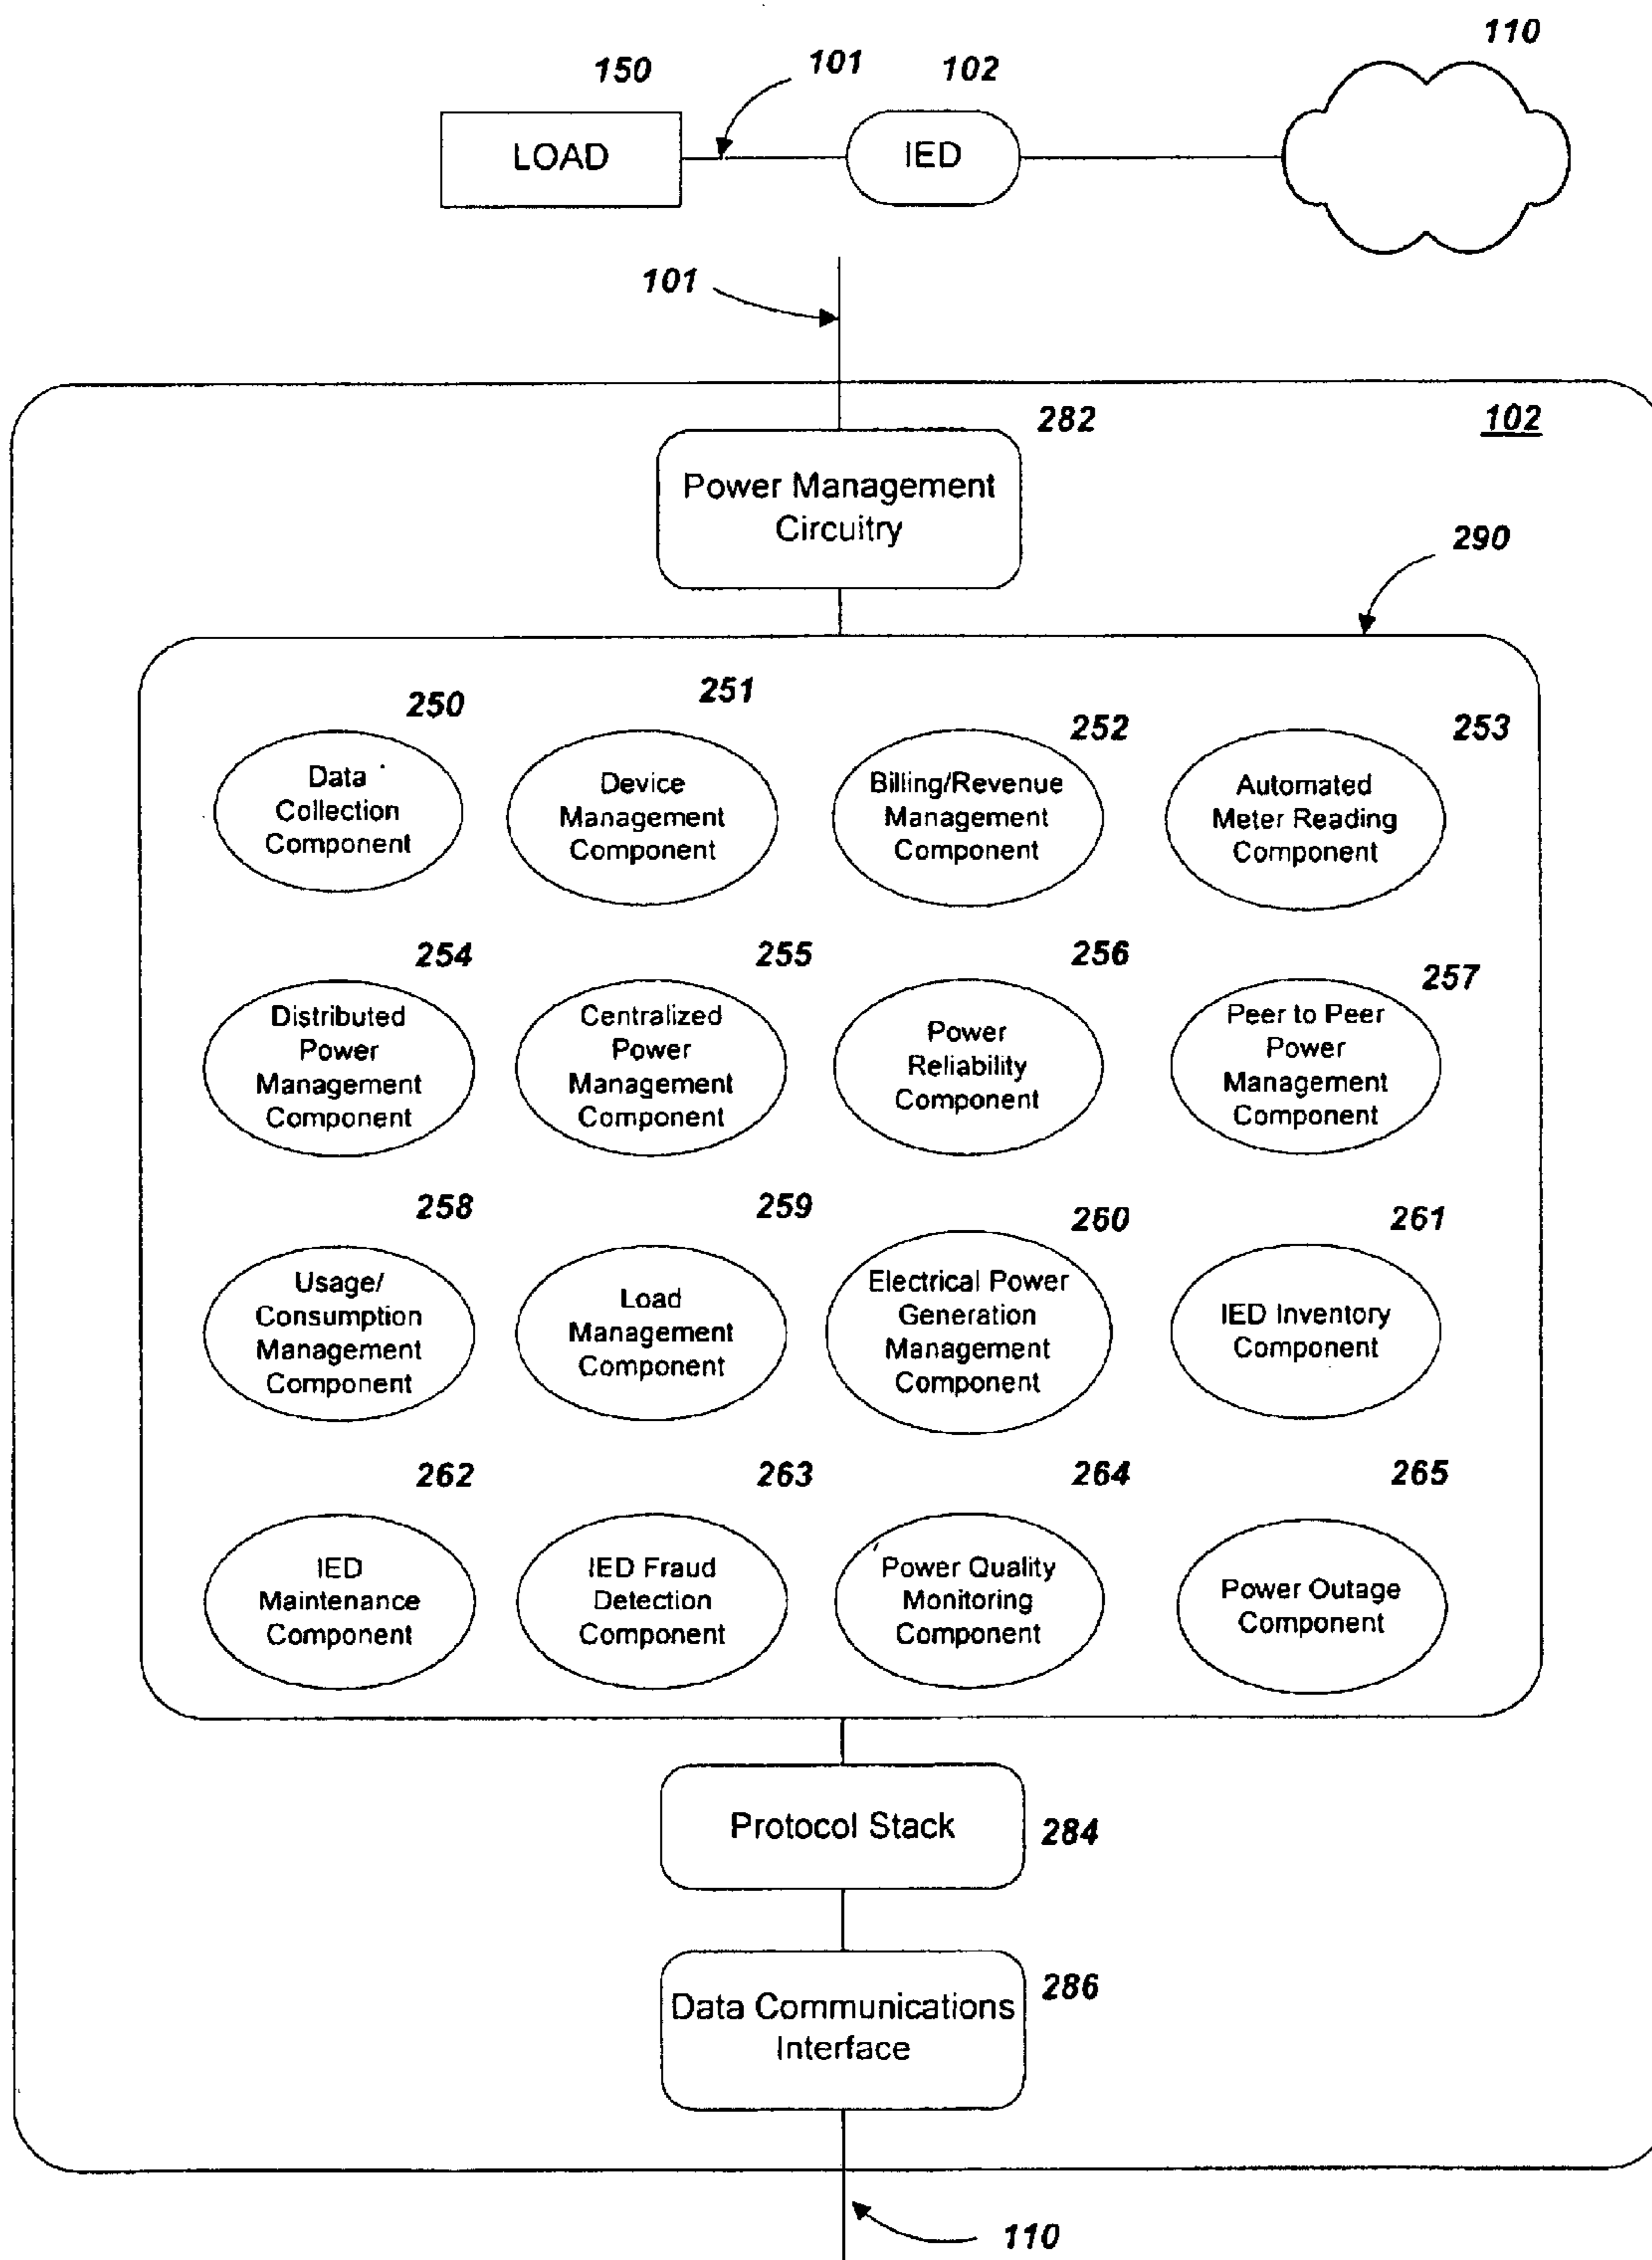 110
150
101
102
LOAD
IED
101
282
102
Power Management
Circuitry
290
250
251
252
253
Data
Collection
Component
Device
Management
Component
Billing/Revenue
Management
Component
Automated
Meter Reading
Component
254
255
256
257
Distributed
Power
Management
Component
Centralized
Power
Management
Component
Power
Reliability
Component
Peer to Peer
Power
Management
Component
258
259
260
261
Usage/
Consumption
Management
Component
Load
Management
Component
Electrical Power
Generation
Management
Component
IED Inventory
Component
262
263
264
265
IED
Maintenance
Component
IED Fraud
Detection
Component
Power Quality
Monitoring
Component
Power Outage
Component
Protocol Stack
284
286
Data Communications
Interface
110